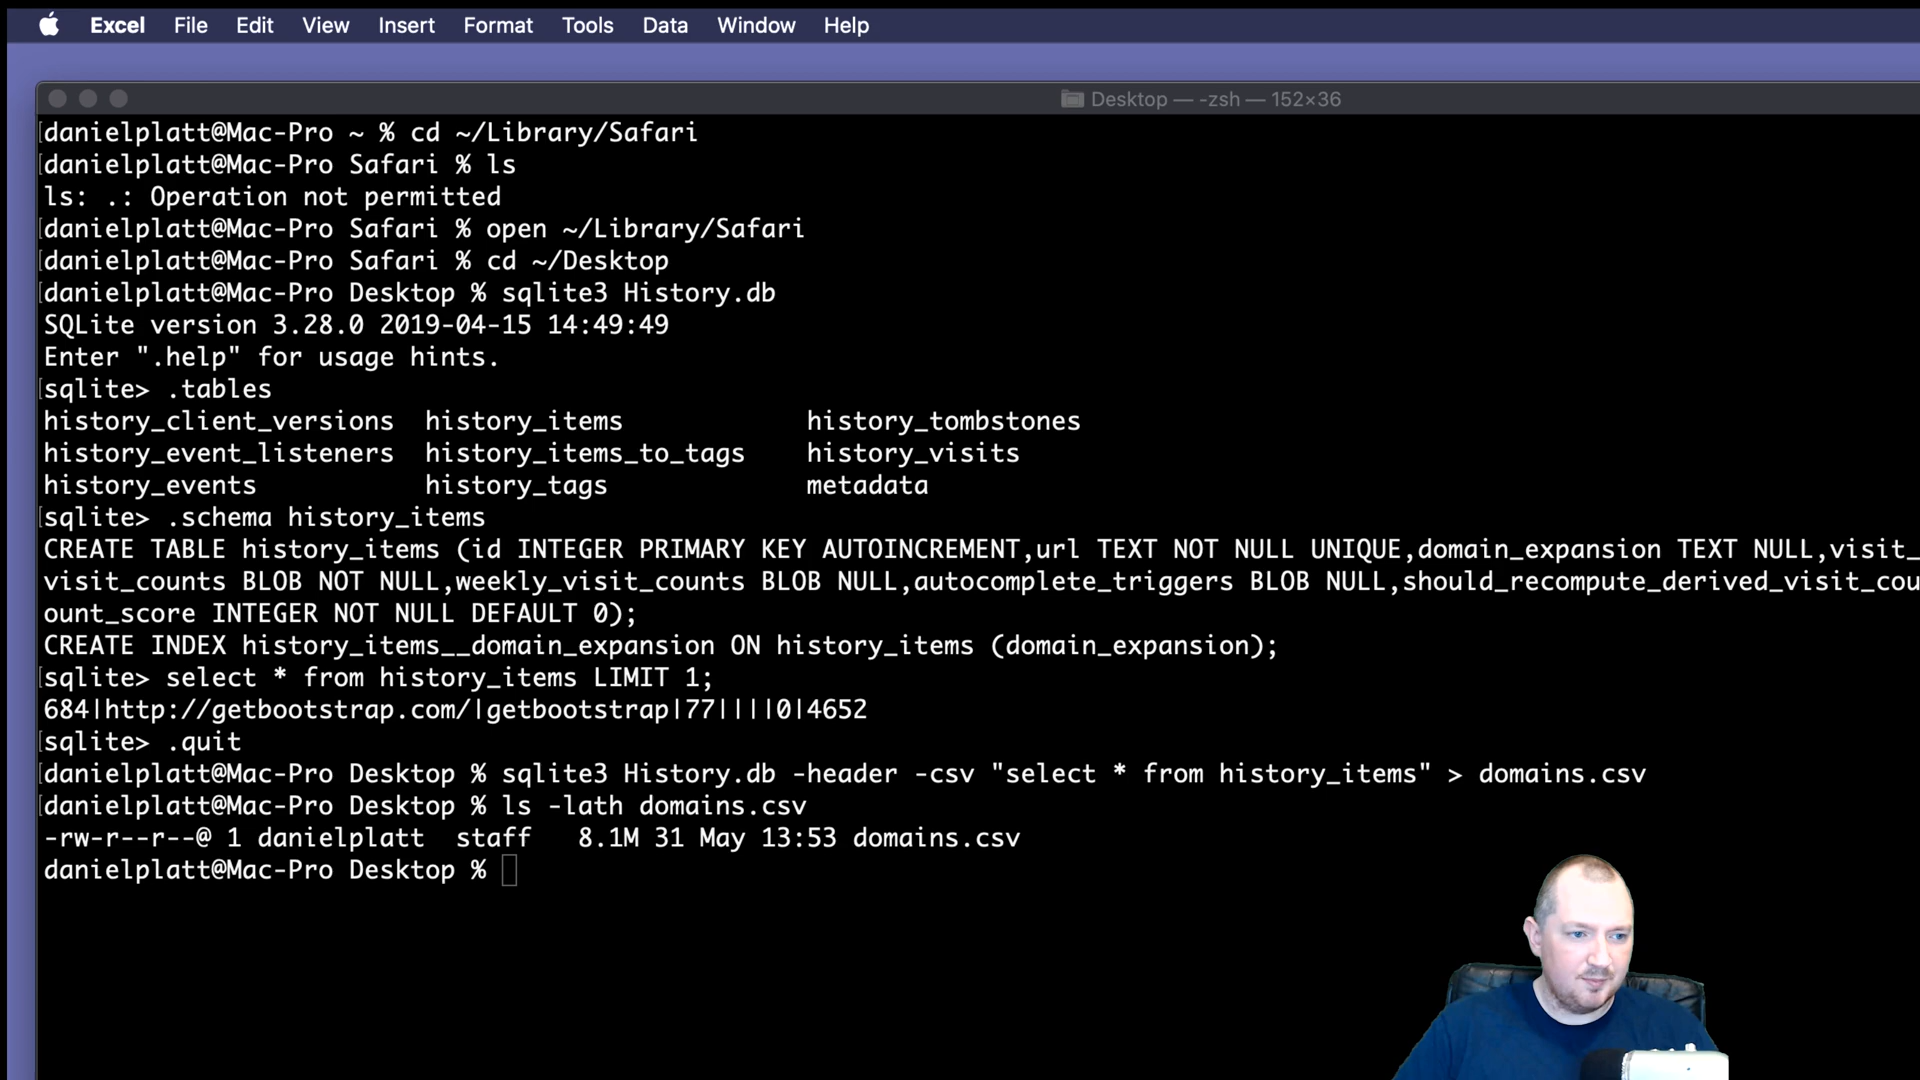 Excel File Edit View Insert Format Tools Data Window Help
Desktop — -zsh — 152×36
[danielplatt@Mac-Pro ~ % cd ~/Library/Safari
[danielplatt@Mac-Pro Safari % ls
ls: .: Operation not permitted
[danielplatt@Mac-Pro Safari % open ~/Library/Safari
[danielplatt@Mac-Pro Safari % cd ~/Desktop
[danielplatt@Mac-Pro Desktop % sqlite3 History.db
SQLite version 3.28.0 2019-04-15 14:49:49
Enter ".help" for usage hints.
[sqlite> .tables
history_client_versions history_items history_tombstones
history_event_listeners history_items_to_tags history_visits
history_events history_tags metadata
[sqlite> .schema history_items
CREATE TABLE history_items (id INTEGER PRIMARY KEY AUTOINCREMENT,url TEXT NOT NULL UNIQUE,domain_expansion TEXT NULL,visit_
visit_counts BLOB NOT NULL,weekly_visit_counts BLOB NULL,autocomplete_triggers BLOB NULL,should_recompute_derived_visit_cou
ount_score INTEGER NOT NULL DEFAULT 0);
CREATE INDEX history_items__domain_expansion ON history_items (domain_expansion);
[sqlite> select * from history_items LIMIT 1;
684|http://getbootstrap.com/|getbootstrap|77||||0|4652
[sqlite> .quit
[danielplatt@Mac-Pro Desktop % sqlite3 History.db -header -csv "select * from history_items" > domains.csv
[danielplatt@Mac-Pro Desktop % ls -lath domains.csv
-rw-r--r--@ 1 danielplatt staff 8.1M 31 May 13:53 domains.csv
danielplatt@Mac-Pro Desktop %